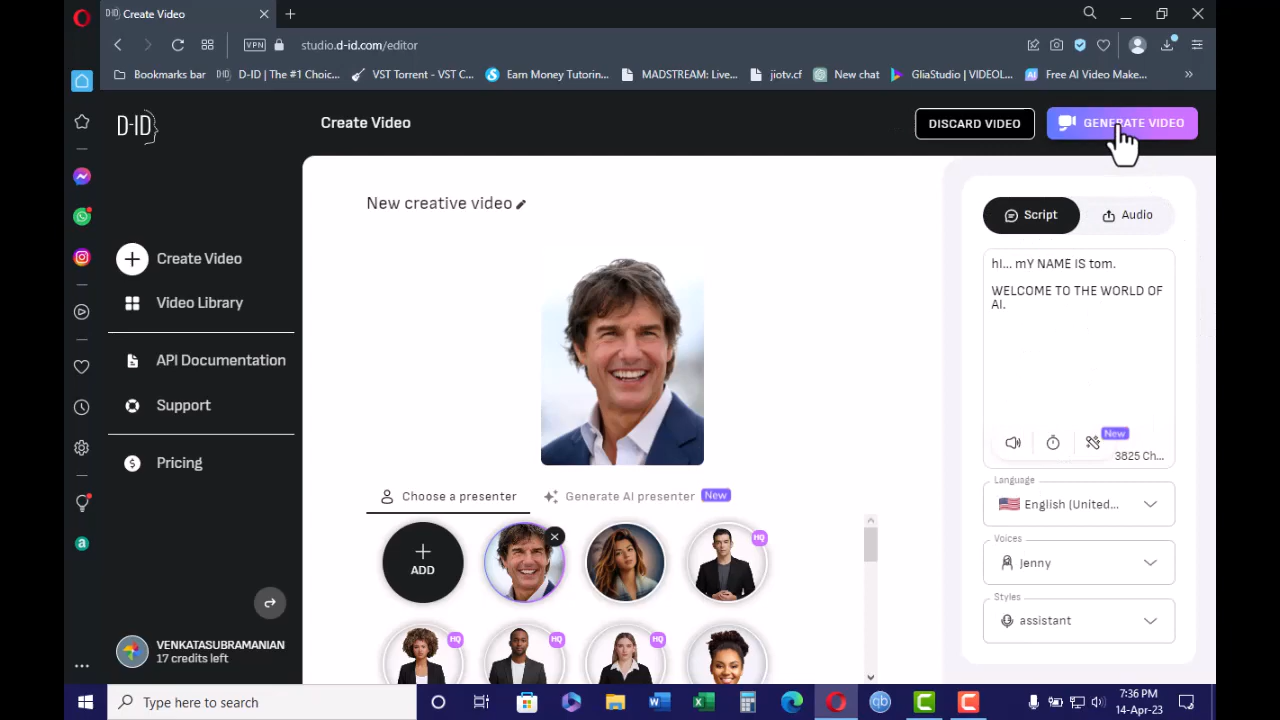 Create Video
studio.d-id.com/editor
VPN
Bookmarks bar
D-ID | The #1 Choic...
VST Torrent - VST C...
Earn Money Tutorin...
MADSTREAM: Live...
jiotv.cf
New chat
GliaStudio | VIDEOL...
Free AI Video Make...
»
D-ID
Create Video
DISCARD VIDEO
GENERATE VIDEO
New creative video
Script
Audio
hI... mY NAME IS tom.
WELCOME TO THE WORLD OF
AI.
New
3825 Ch...
Create Video
Video Library
API Documentation
Support
Pricing
Choose a presenter
Generate AI presenter
New
Language
English (United...
Voices
Jenny
Styles
assistant
ADD
HQ
HQ
HQ
HQ
VENKATASUBRAMANIAN
17 credits left
Type here to search
7:36 PM
14-Apr-23